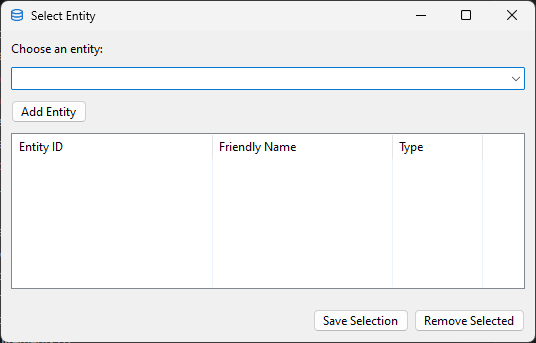 Select Entity
Choose an entity:
Add Entity
Entity ID Friendly Name Type
Save Selection Remove Selected